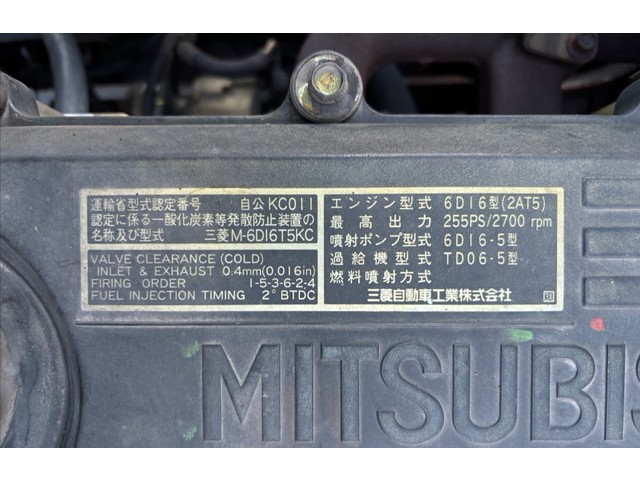 運輸省型式認定番号 自公 KC011
認定に係る一酸化炭素等発散防止装置の
名称及び型式 三菱 M-6D16T5KC
VALVE CLEARANCE (COLD)
INLET & EXHAUST 0.4mm(0.016in)
FIRING ORDER 1-5-3-6-2-4
FUEL INJECTION TIMING 2° BTDC
エンジン型式 6D16型(2AT5)
最高出力 255PS/2700 rpm
噴射ポンプ型式 6D16-5型
過給機型式 TD06-5型
燃料噴射方式
三菱自動車工業株式会社
MITSUBIS